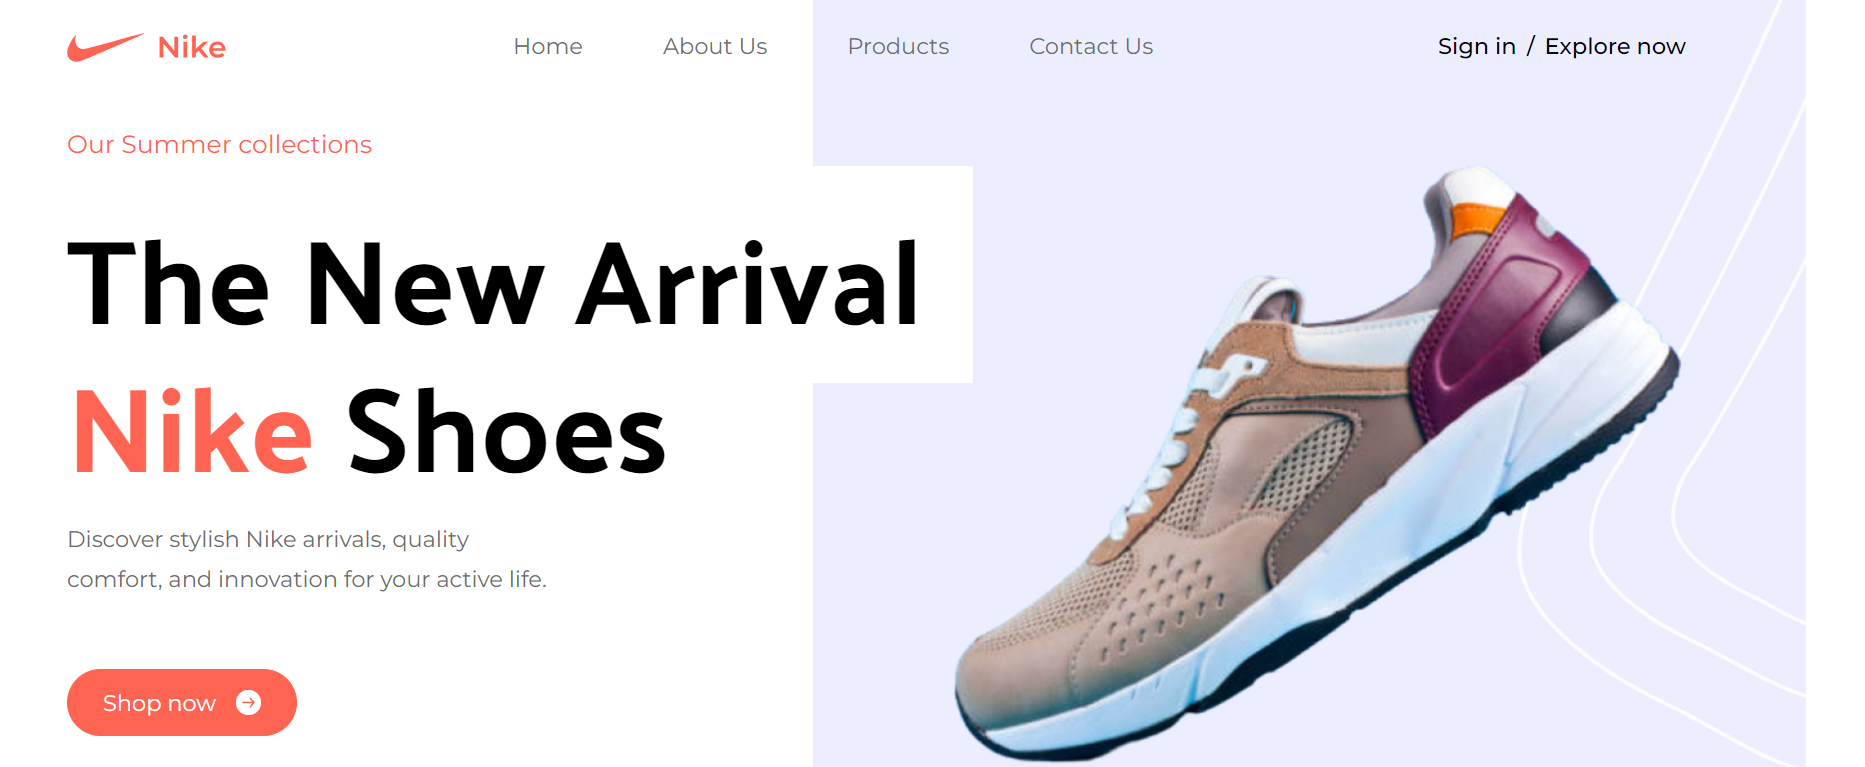 Nike
Home
About Us
Products
Contact Us
Sign in / Explore now
Our Summer collections
The New Arrival
Nike Shoes
Discover stylish Nike arrivals, quality
comfort, and innovation for your active life.
Shop now